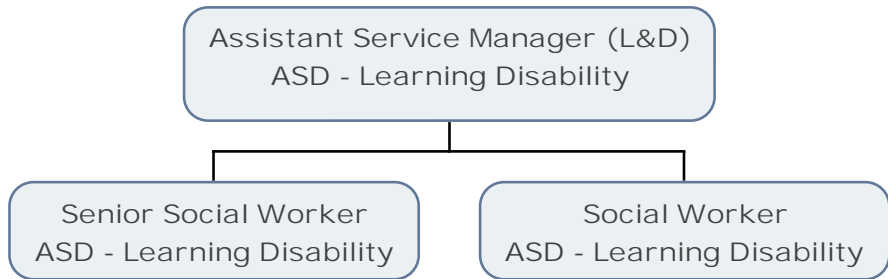 Assistant Service Manager (L&D)
ASD - Learning Disability
Senior Social Worker
ASD - Learning Disability
Social Worker
ASD - Learning Disability